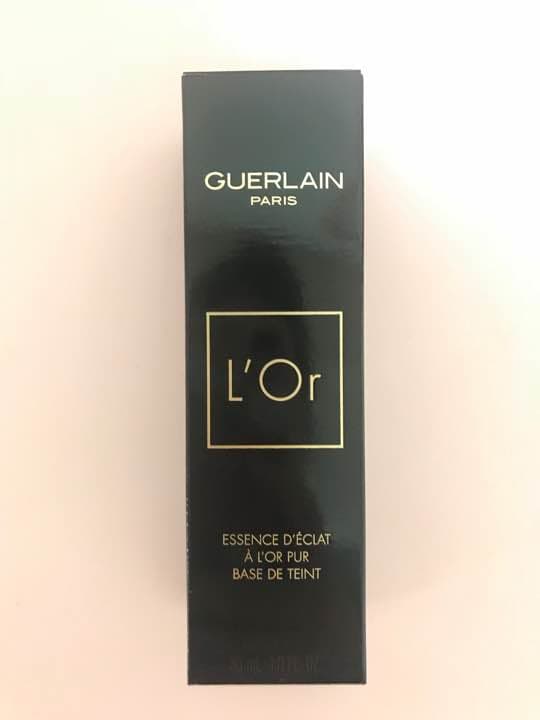 GUERLAIN
PARIS
L'Or
ESSENCE D'ÉCLAT
À L'OR PUR
BASE DE TEINT